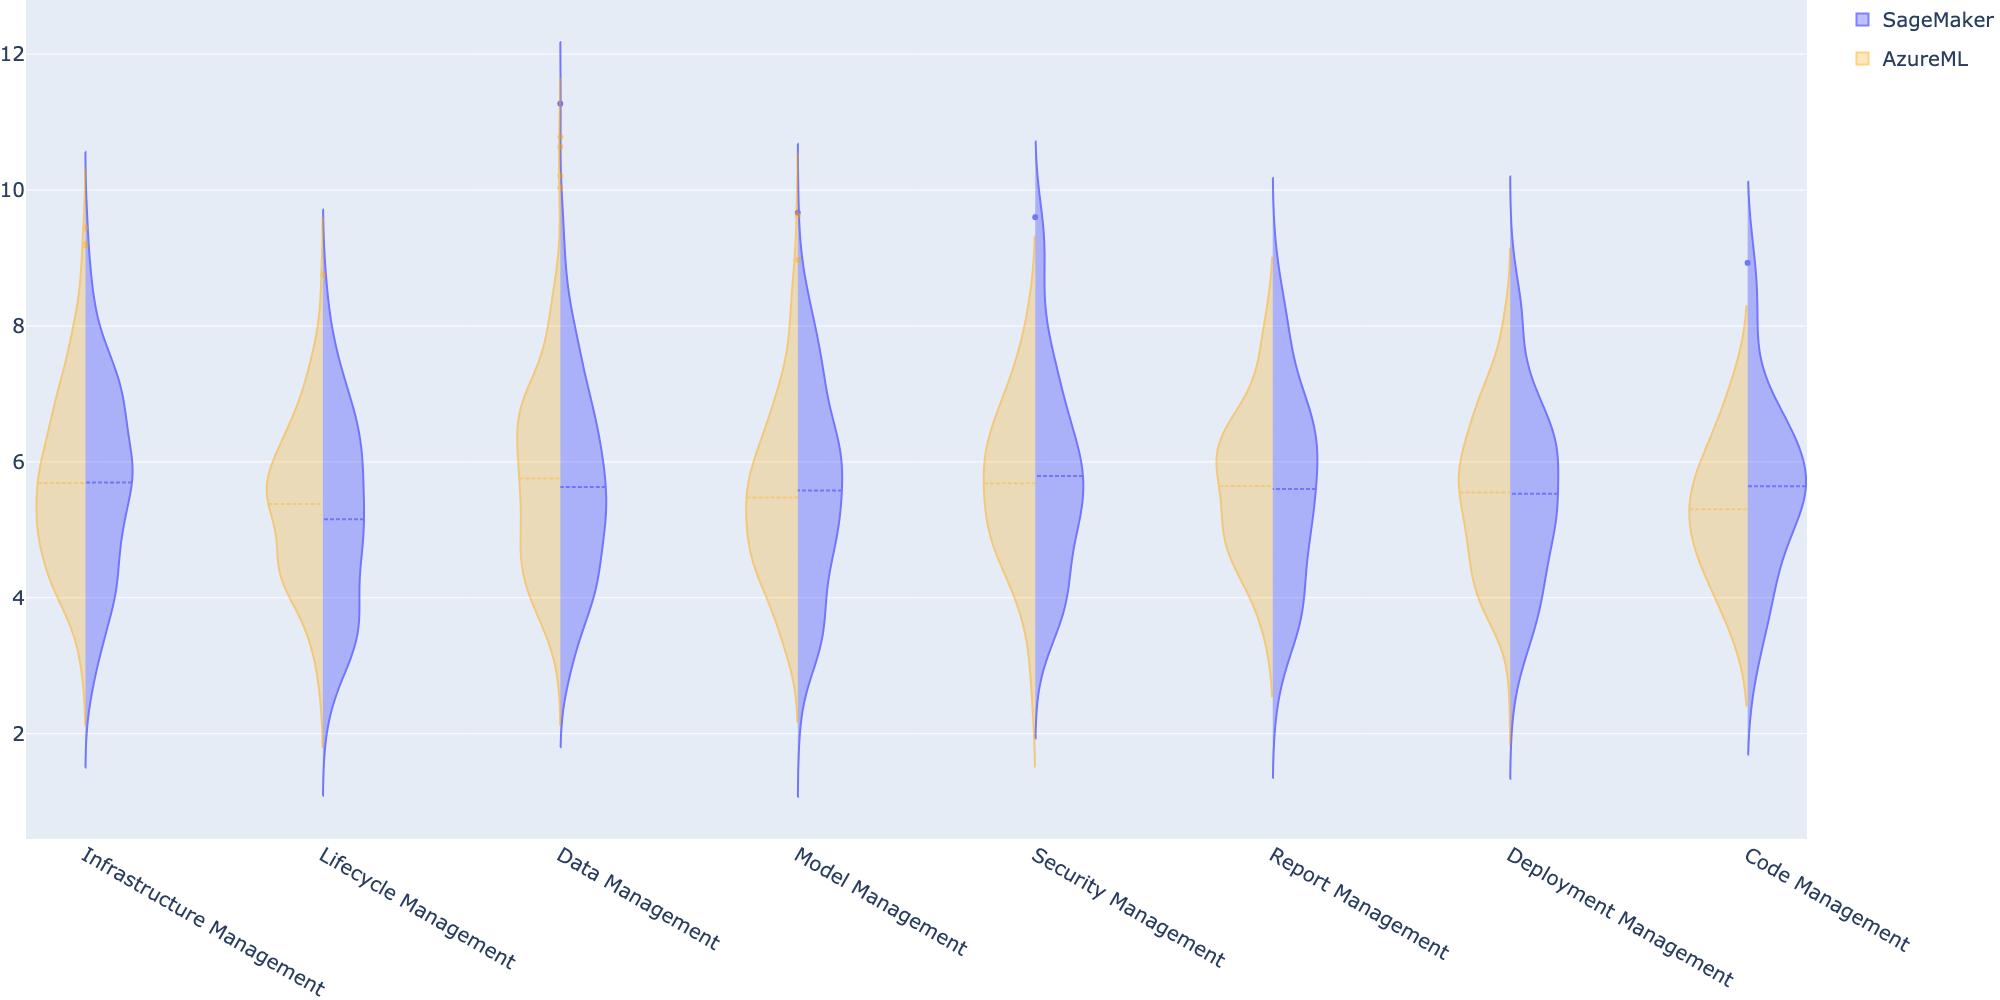 SageMaker
AzureML
12
10
8
6
4
2
Infrastructure Management
Lifecycle Management
Data Management
Model Management
Security Management
Report Management
Deployment Management
Code Management